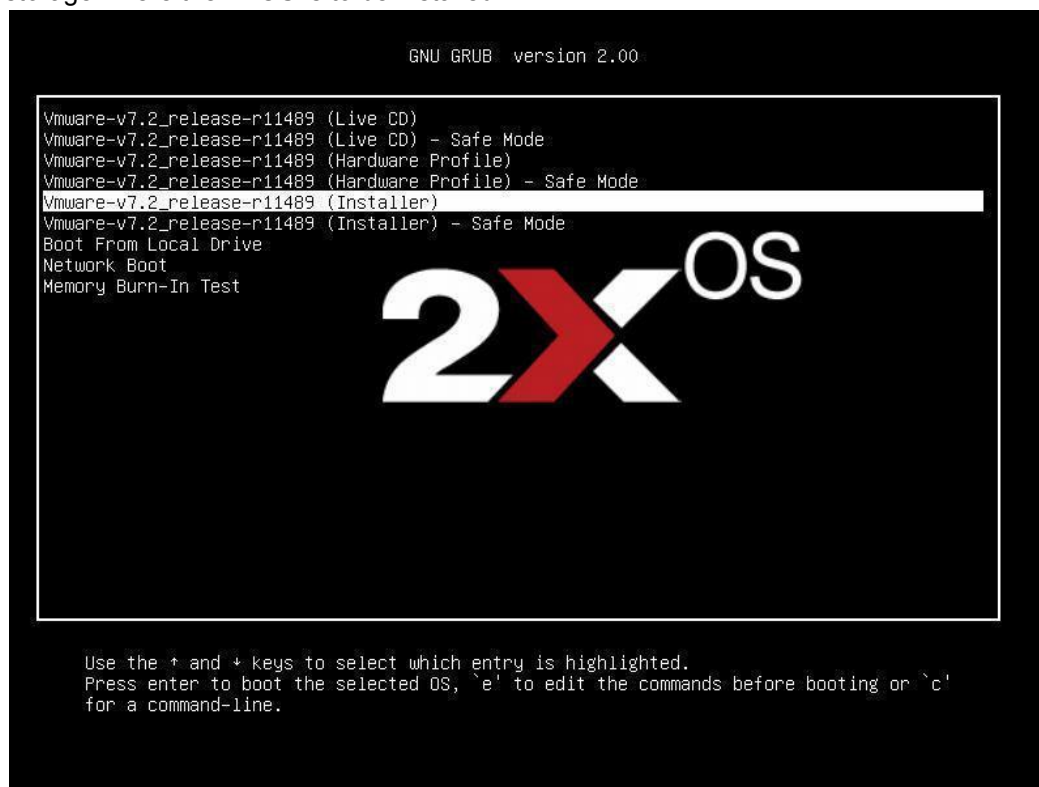 GNU GRUB version 2.00
Vmware-v7.2_release-r11489 (Live CD)
Vmware-v7.2_release-r11489 (Live CD) - Safe Mode
Vmware-v7.2_release-r11489 (Hardware Profile)
Vmware-v7.2_release-r11489 (Hardware Profile) - Safe Mode
Vmware-v7.2_release-r11489 (Installer)
Vmware-v7.2_release-r11489 (Installer) - Safe Mode
Boot From Local Drive
Network Boot
Memory Burn-In Test
2X OS
Use the ↑ and ↓ keys to select which entry is highlighted.
Press enter to boot the selected OS, `e' to edit the commands before booting or `c'
for a command-line.